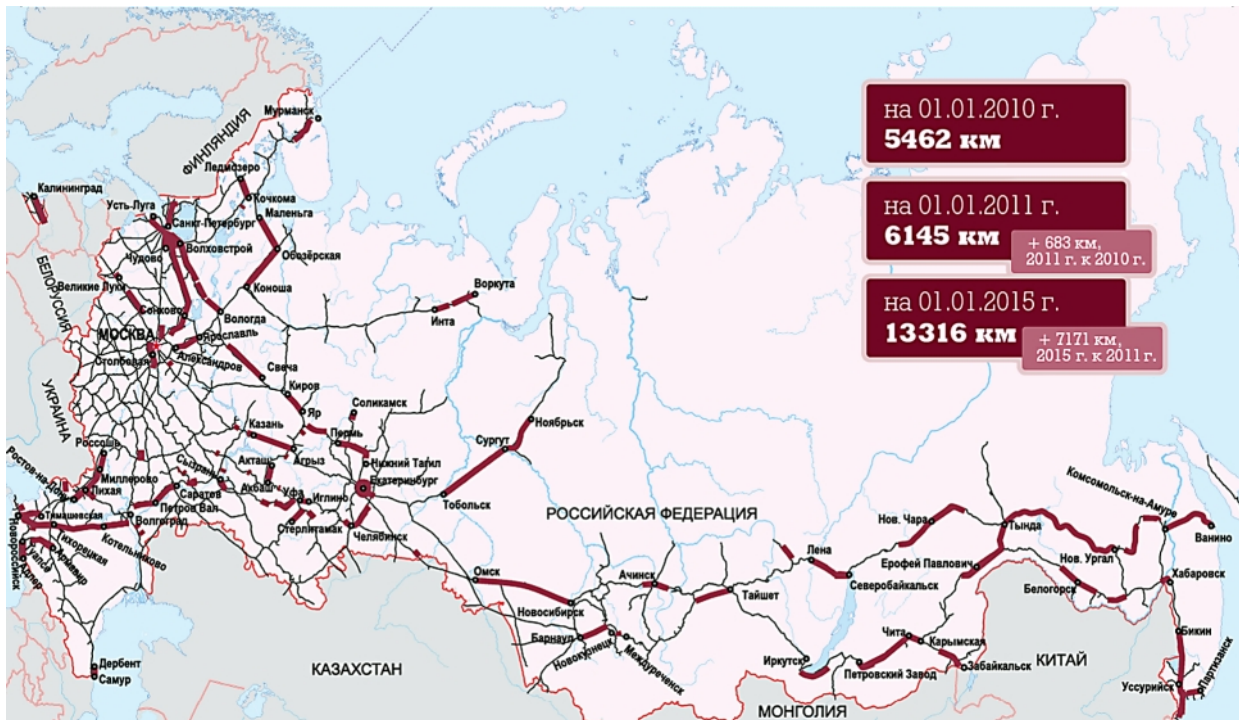 на 01.01.2010 г.
5462 км
на 01.01.2011 г.
6145 км
+ 683 км,
2011 г. к 2010 г.
на 01.01.2015 г.
13316 км
+ 7171 км,
2015 г. к 2011 г.
Мурманск
ФИНЛЯНДИЯ
Ледмозеро
Калининград
Кочкома
Усть-Луга
Маленьга
Санкт-Петербург
Волховстрой
Чудово
Обозёрская
БЕЛОРУССИЯ
Великие Луки
Коноша
Воркута
Инта
Сонково
Вологда
МОСКВА
Ярославль
Столбовая
Александров
Свеча
Киров
УКРАИНА
Яр
Соликамск
Ноябрьск
Казань
Пермь
Сургут
Россошь
Акташ
Агрыз
Нижний Тагил
Сызрань
Екатеринбург
Ростов-на-Дону
Миллерово
Акбаш
Уфа
Иглино
Лихая
Саратов
Тобольск
Петров Вал
Стерлитамак
Тимашевская
Волгоград
Челябинск
Новороссийск
Тихорецкая
Котельниково
Туапсе
Армавир
Адлер
РОССИЙСКАЯ ФЕДЕРАЦИЯ
Комсомольск-на-Амуре
Нов. Чара
Тында
Ванино
Лена
Нов. Ургал
Омск
Ачинск
Ерофей Павлович
Северобайкальск
Белогорск
Хабаровск
Новосибирск
Тайшет
Барнаул
Новокузнецк
Междуреченск
Чита
Карымская
Бикин
Иркутск
Забайкальск
КИТАЙ
Дербент
Самур
КАЗАХСТАН
Петровский Завод
Уссурийск
Партизанск
МОНГОЛИЯ